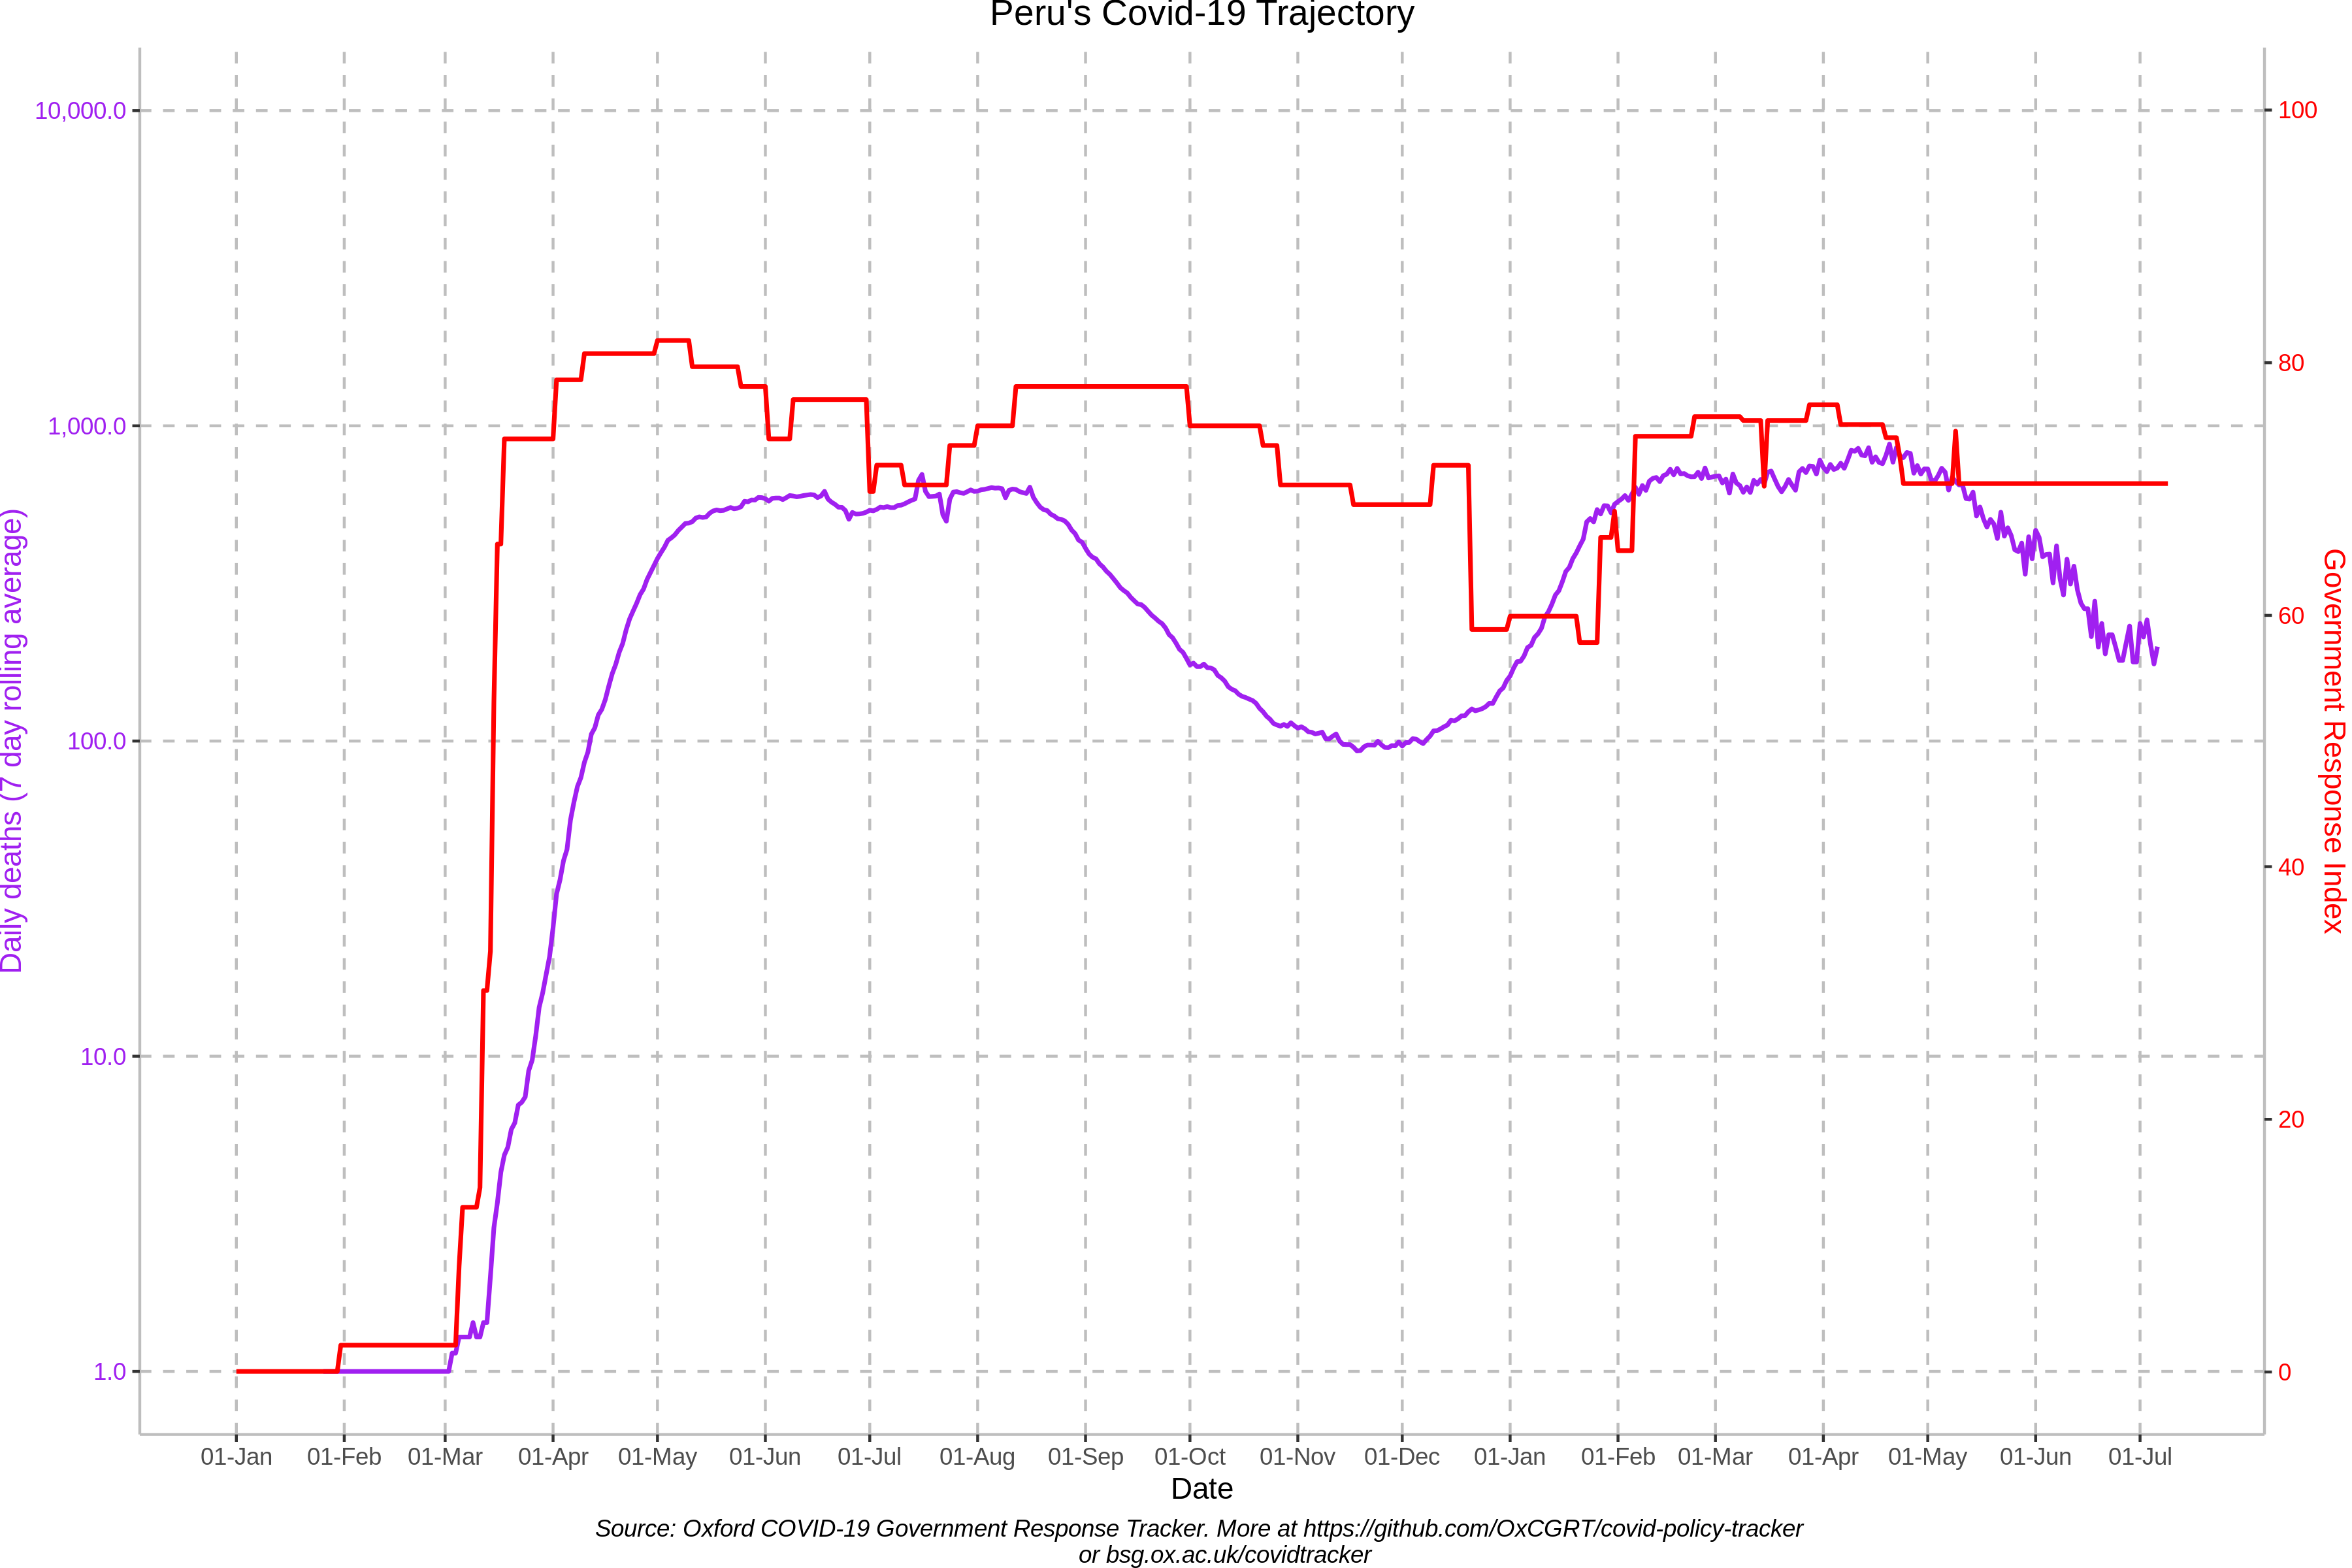 Peru's Covid-19 Trajectory
10,000.0
1,000.0
100.0
10.0
1.0
Daily deaths (7 day rolling average)
100
80
60
40
20
0
Government Response Index
01-Jan 01-Feb 01-Mar 01-Apr 01-May 01-Jun 01-Jul 01-Aug 01-Sep 01-Oct 01-Nov 01-Dec 01-Jan 01-Feb 01-Mar 01-Apr 01-May 01-Jun 01-Jul
Date
Source: Oxford COVID-19 Government Response Tracker. More at https://github.com/OxCGRT/covid-policy-tracker
or bsg.ox.ac.uk/covidtracker